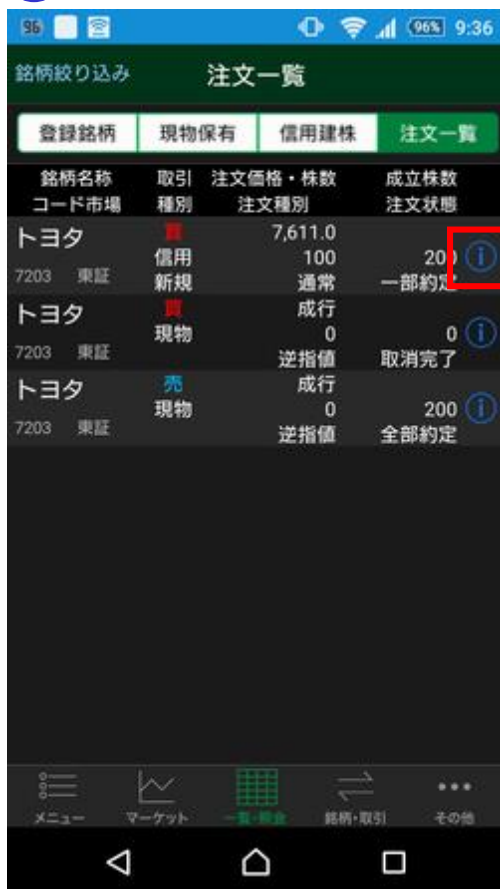 96 96% 9:36
銘柄絞り込み 注文一覧
登録銘柄 現物保有 信用建株 注文一覧
銘柄名称 取引 注文価格・株数 成立株数
コード市場 種別 注文種別 注文状態
トヨタ 買 7,611.0
信用 100 200
7203 東証 新規 通常 一部約定
トヨタ 買 成行
現物 0 0
7203 東証 逆指値 取消完了
トヨタ 売 成行
現物 0 200
7203 東証 逆指値 全部約定
メニュー マーケット 一覧・照会 銘柄・取引 その他